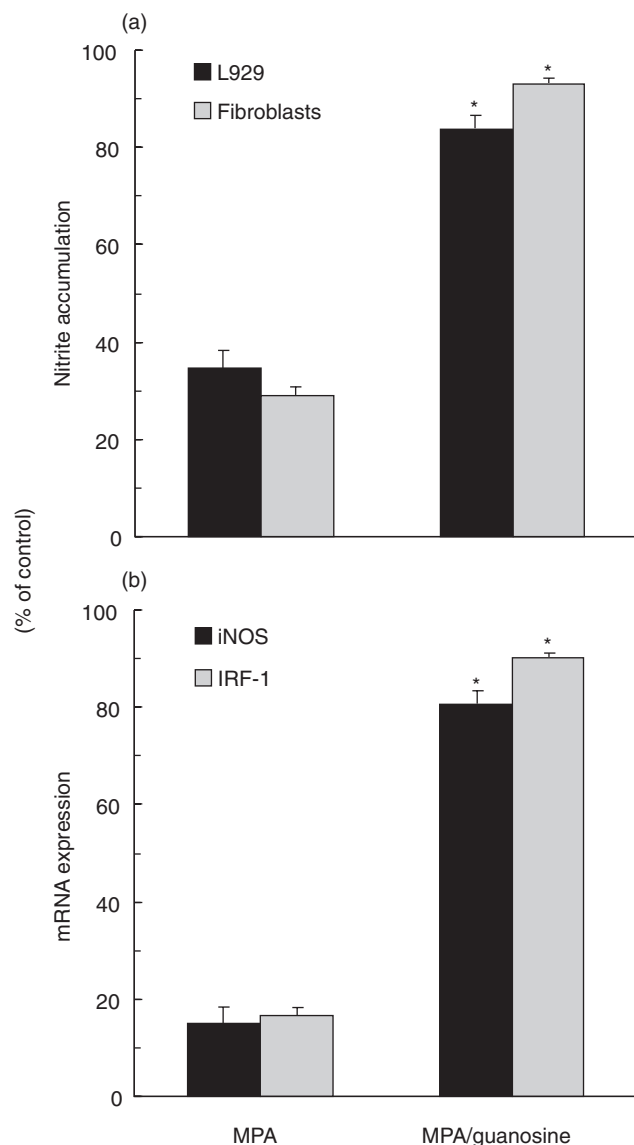 (a)
100
80
60
40
20
0
Nitrite accumulation
L929
Fibroblasts
*
*
(% of control)
(b)
100
80
60
40
20
0
mRNA expression
iNOS
IRF-1
*
*
MPA
MPA/guanosine